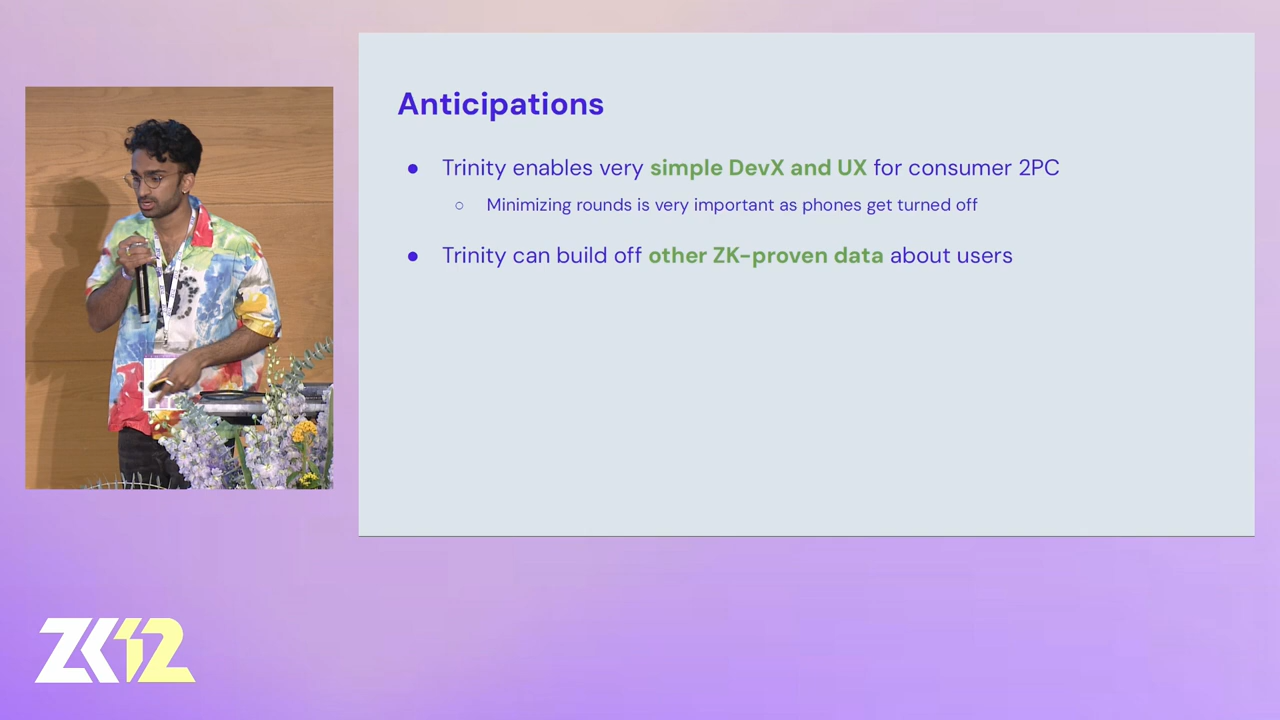 Anticipations
● Trinity enables very simple DevX and UX for consumer 2PC
○ Minimizing rounds is very important as phones get turned off
● Trinity can build off other ZK-proven data about users
ZK12